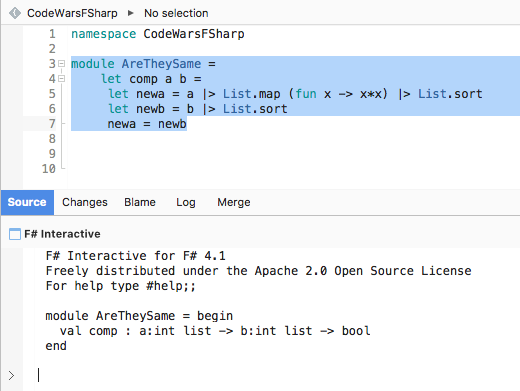 CodeWarsFSharp ▸ No selection
1 namespace CodeWarsFSharp
2
3 module AreTheySame =
4 let comp a b =
5 let newa = a |> List.map (fun x -> x*x) |> List.sort
6 let newb = b |> List.sort
7 newa = newb
8
9
10
Source Changes Blame Log Merge
F# Interactive
F# Interactive for F# 4.1
Freely distributed under the Apache 2.0 Open Source License
For help type #help;;
module AreTheySame = begin
val comp : a:int list -> b:int list -> bool
end
>